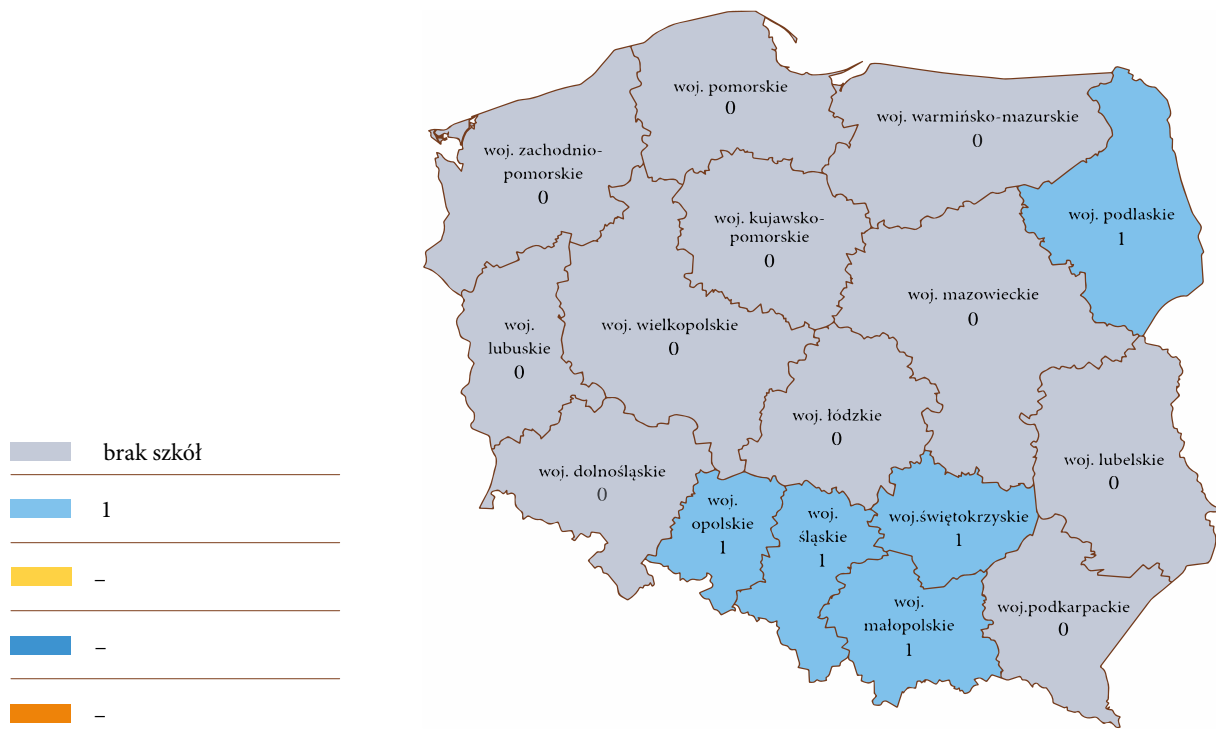 woj. pomorskie
0
woj. warmińsko-mazurskie
0
woj. zachodnio-
pomorskie
0
woj. podlaskie
1
woj. kujawsko-
pomorskie
0
woj. mazowieckie
0
woj.
lubuskie
0
woj. wielkopolskie
0
woj. łódzkie
0
woj. lubelskie
0
woj. dolnośląskie
0
woj.
opolskie
1
woj.
śląskie
1
woj.świętokrzyskie
1
woj.
małopolskie
1
woj.podkarpackie
0
brak szkół
1
–
–
–